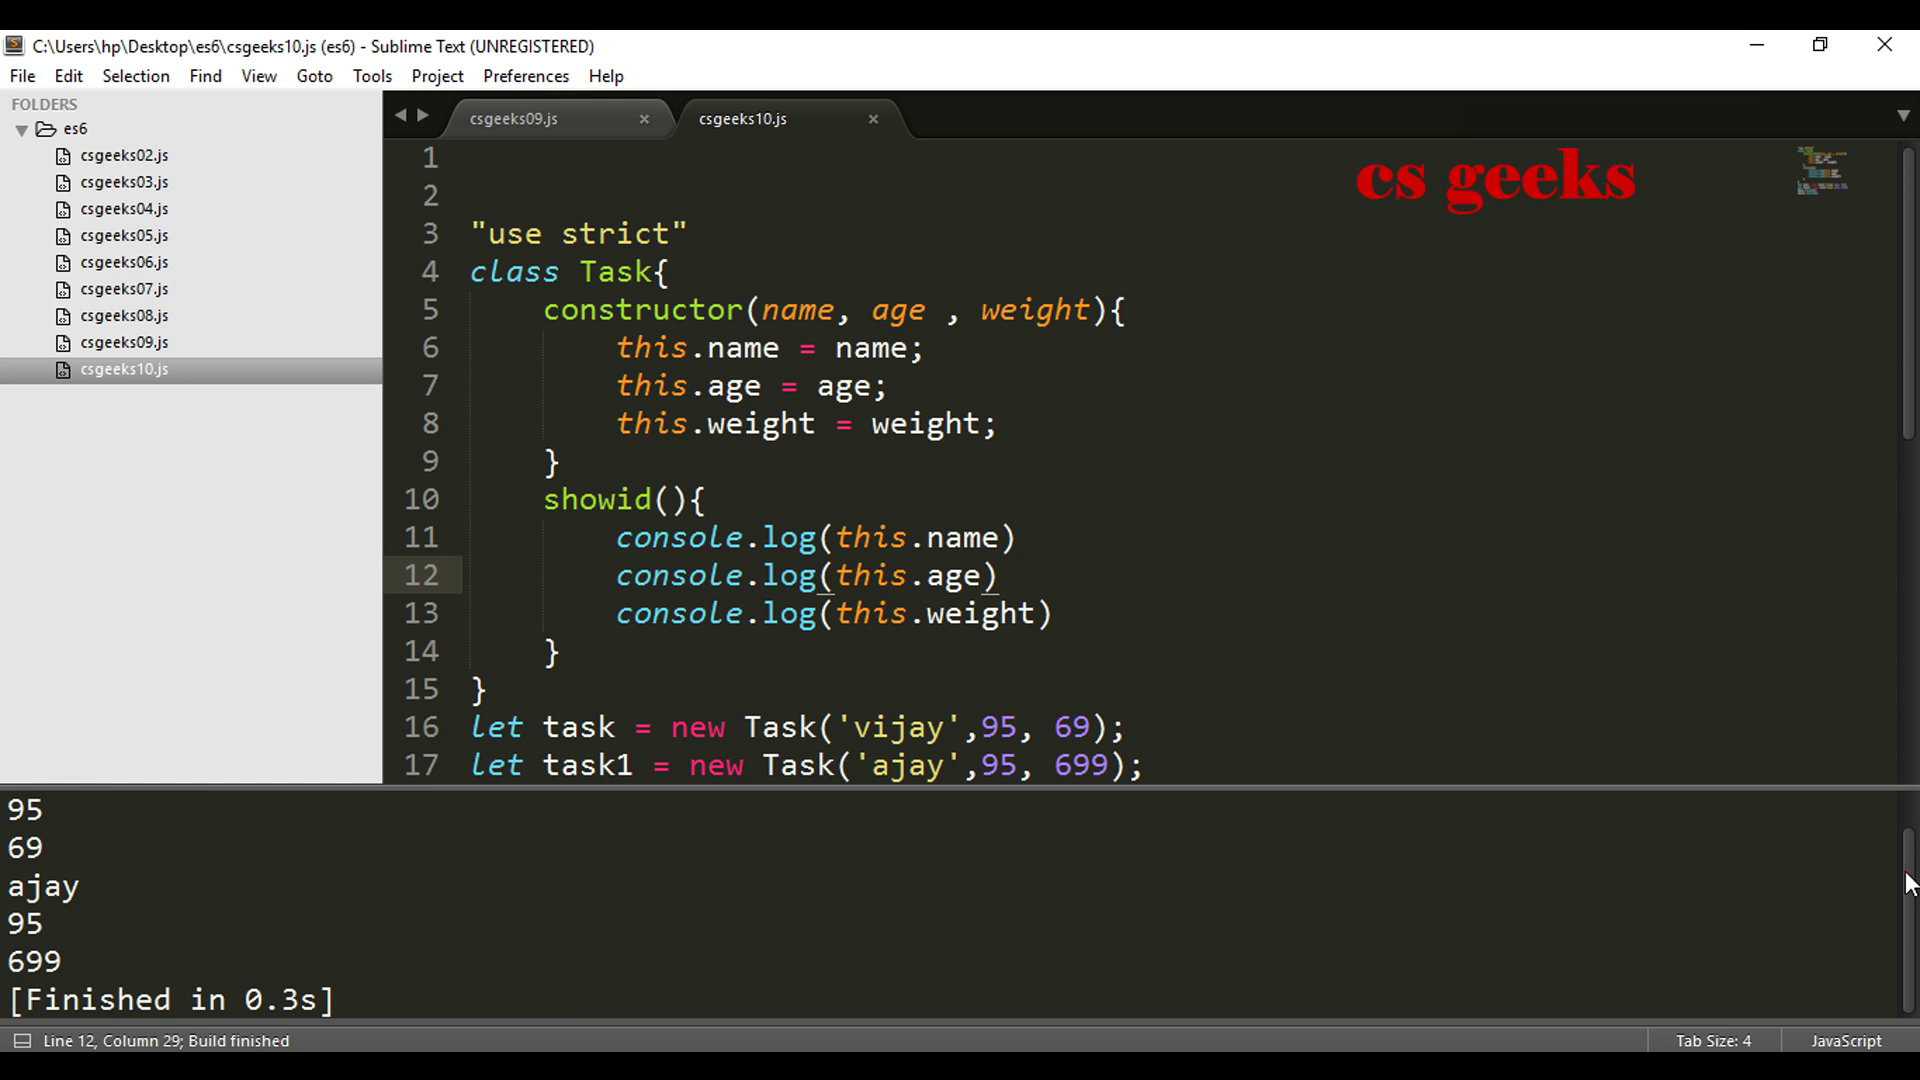 C:\Users\hp\Desktop\es6\csgeeks10.js (es6) - Sublime Text (UNREGISTERED)
File Edit Selection Find View Goto Tools Project Preferences Help
FOLDERS
es6
csgeeks02.js
csgeeks03.js
csgeeks04.js
csgeeks05.js
csgeeks06.js
csgeeks07.js
csgeeks08.js
csgeeks09.js
csgeeks10.js
csgeeks09.js × csgeeks10.js ×
cs geeks
1
2
3 "use strict"
4 class Task{
5     constructor(name, age , weight){
6         this.name = name;
7         this.age = age;
8         this.weight = weight;
9     }
10     showid(){
11         console.log(this.name)
12         console.log(this.age)
13         console.log(this.weight)
14     }
15 }
16 let task = new Task('vijay',95, 69);
17 let task1 = new Task('ajay',95, 699);
95
69
ajay
95
699
[Finished in 0.3s]
Line 12, Column 29; Build finished Tab Size: 4 JavaScript